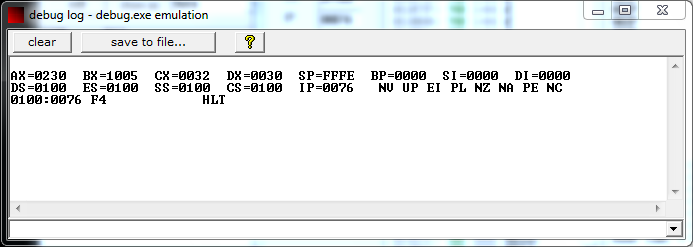 debug log - debug.exe emulation
clear save to file... ?
AX=0230 BX=1005 CX=0032 DX=0030 SP=FFFE BP=0000 SI=0000 DI=0000
DS=0100 ES=0100 SS=0100 CS=0100 IP=0076 NV UP EI PL NZ NA PE NC
0100:0076 F4 HLT